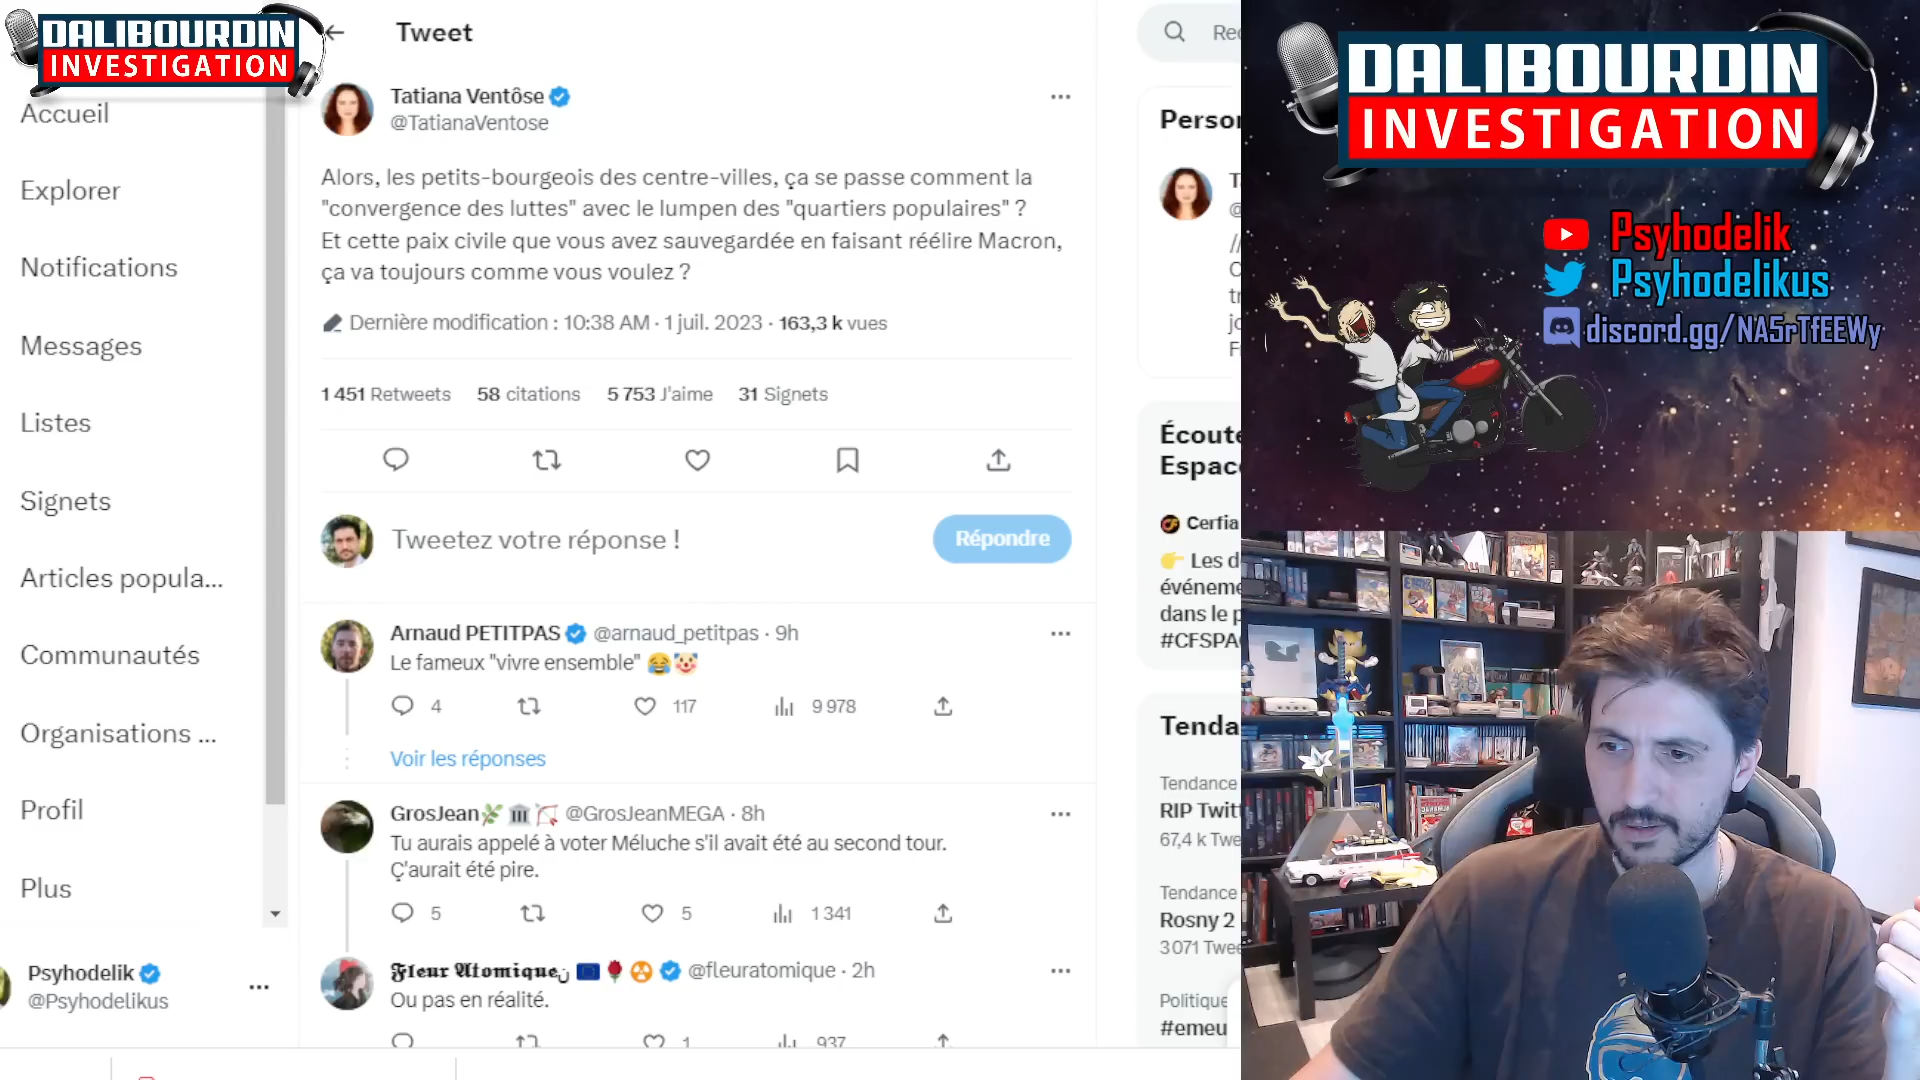 DALIBOURDIN
INVESTIGATION
Tweet
Accueil
Explorer
Notifications
Messages
Listes
Signets
Articles popula...
Communautés
Organisations ...
Profil
Plus
Psyhodelik
@Psyhodelikus
Tatiana Ventôse
@TatianaVentose
Alors, les petits-bourgeois des centre-villes, ça se passe comment la
"convergence des luttes" avec le lumpen des "quartiers populaires" ?
Et cette paix civile que vous avez sauvegardée en faisant réélire Macron,
ça va toujours comme vous voulez ?
Dernière modification : 10:38 AM · 1 juil. 2023 · 163,3 k vues
1 451 Retweets 58 citations 5 753 J'aime 31 Signets
Tweetez votre réponse !
Répondre
Arnaud PETITPAS @arnaud_petitpas · 9h
Le fameux "vivre ensemble" 😂🤡
4 117 9 978
Voir les réponses
GrosJean🌿🏛️🏹 @GrosJeanMEGA · 8h
Tu aurais appelé à voter Méluche s'il avait été au second tour.
Ç'aurait été pire.
5 5 1 341
𝕱𝖑𝖊𝖚𝖗 𝕬𝖙𝖔𝖒𝖎𝖖𝖚𝖊 🇪🇺🌹☢️ @fleuratomique · 2h
Ou pas en réalité.
1 937
Rec
Person
T
@
//
C
tr
jo
F
Écoute
Espace
Cerfia
👉 Les d
événeme
dans le p
#CFSPA
Tenda
Tendance
RIP Twitt
67,4 k Twe
Tendance
Rosny 2
3 071 Twee
Politique
#emeu
DALIBOURDIN
INVESTIGATION
Psyhodelik
Psyhodelikus
discord.gg/NA5rTfEEWy